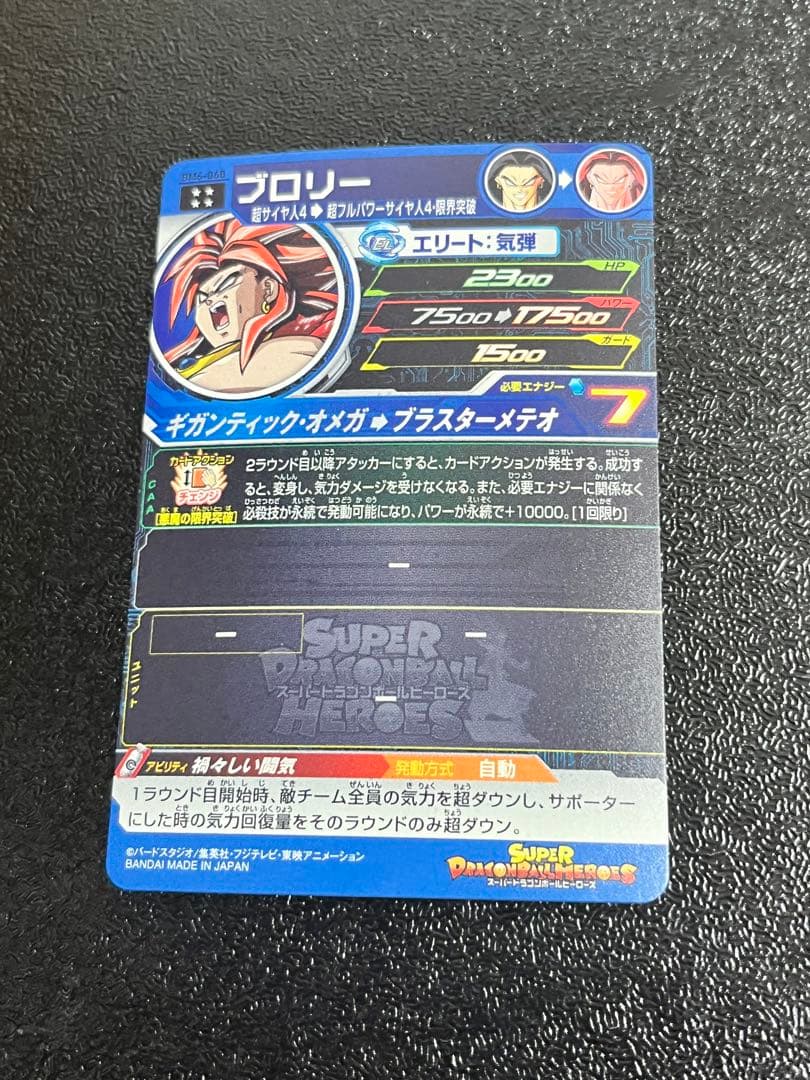 BM6-068
ブロリー
超サイヤ人4 超フルパワーサイヤ人4・限界突破
EL エリート：気弾
HP
2300
パワー
7500 17500
ガード
1500
必要エナジー 7
ギガンティック・オメガ ブラスターメテオ
CAA
カードアクション
1
チェンジ
[悪魔の限界突破]
2ラウンド目以降アタッカーにすると、カードアクションが発生する。成功す
ると、変身し、気力ダメージを受けなくなる。また、必要エナジーに関係なく
必殺技が永続で発動可能になり、パワーが永続で+10000。[1回限り]
ー
ユニット
ー ー
ー
SUPER
DRAGONBALL
スーパードラゴンボールヒーローズ
HEROES
アビリティ 禍々しい闘気 発動方式 自動
1ラウンド目開始時、敵チーム全員の気力を超ダウンし、サポーター
にした時の気力回復量をそのラウンドのみ超ダウン。
©バードスタジオ/集英社・フジテレビ・東映アニメーション
BANDAI MADE IN JAPAN
SUPER
DRAGONBALL HEROES
スーパードラゴンボールヒーローズ